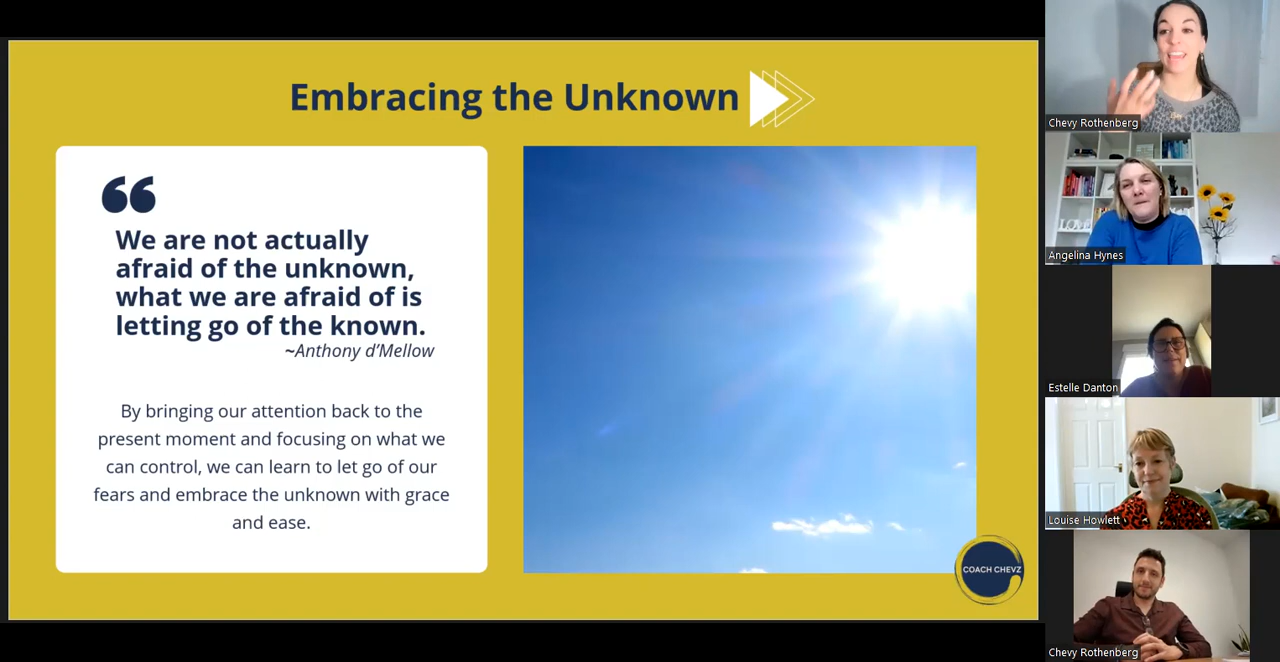 Embracing the Unknown
We are not actually
afraid of the unknown,
what we are afraid of is
letting go of the known.
~Anthony d'Mellow
By bringing our attention back to the
present moment and focusing on what we
can control, we can learn to let go of our
fears and embrace the unknown with grace
and ease.
COACH CHEVZ
Chevy Rothenberg
Angelina Hynes
Estelle Danton
Louise Howlett
Chevy Rothenberg